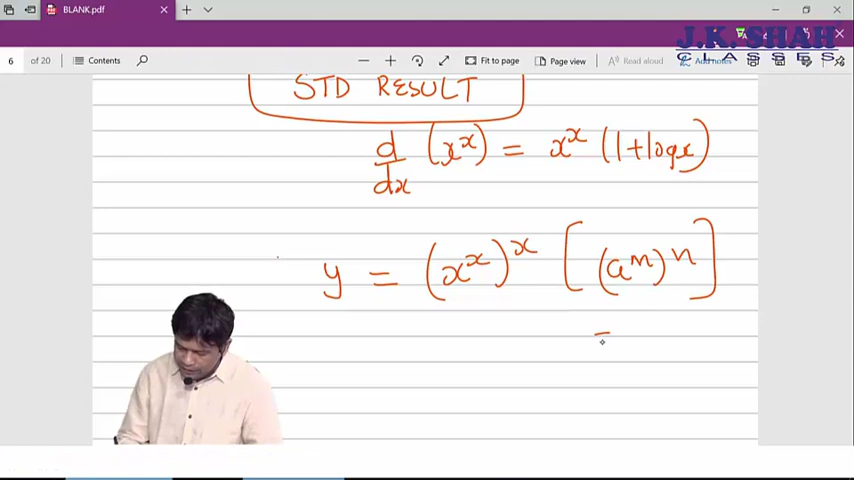 BLANK.pdf
J.K. SHAH
CLASSES
6 of 20 Contents Fit to page Page view Read aloud Add notes
STD RESULT
d/dx (x^x) = x^x (1+log x)
y = (x^x)^x [(a^m)^n]
=